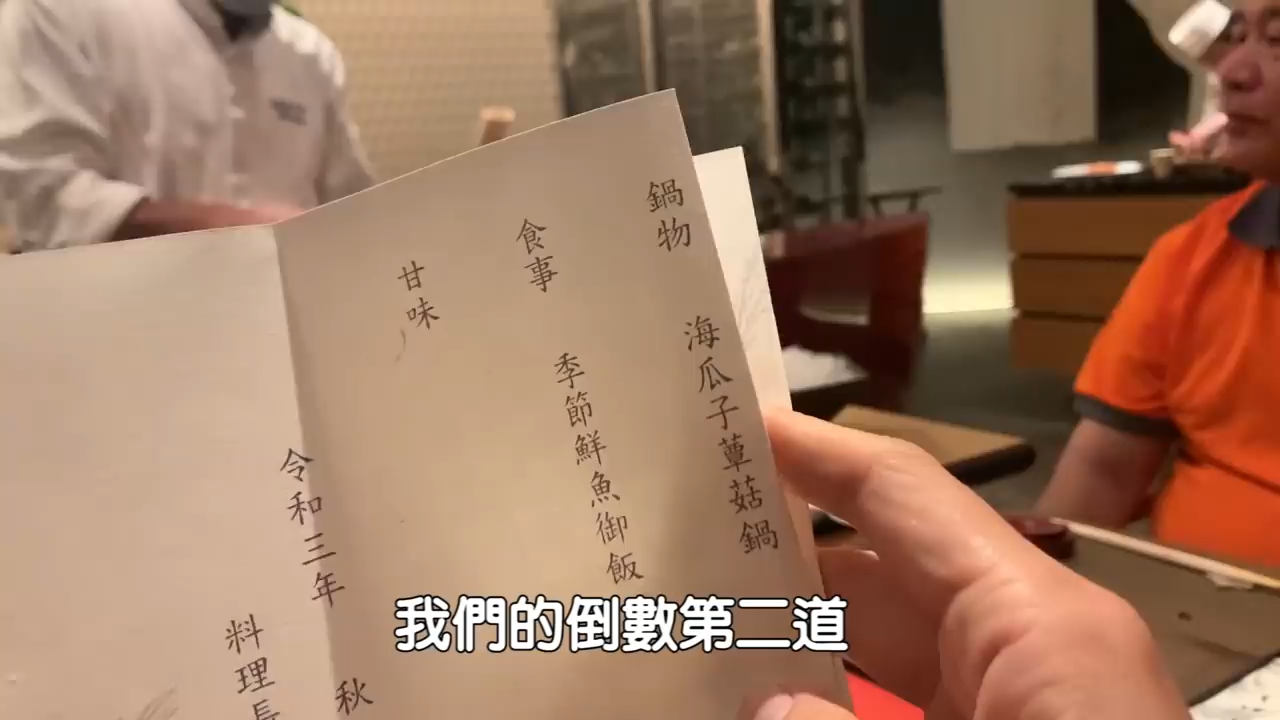 鍋物 海瓜子蕈菇鍋
食事 季節鮮魚御飯
甘味
令和三年 秋
料理長
我們的倒數第二道